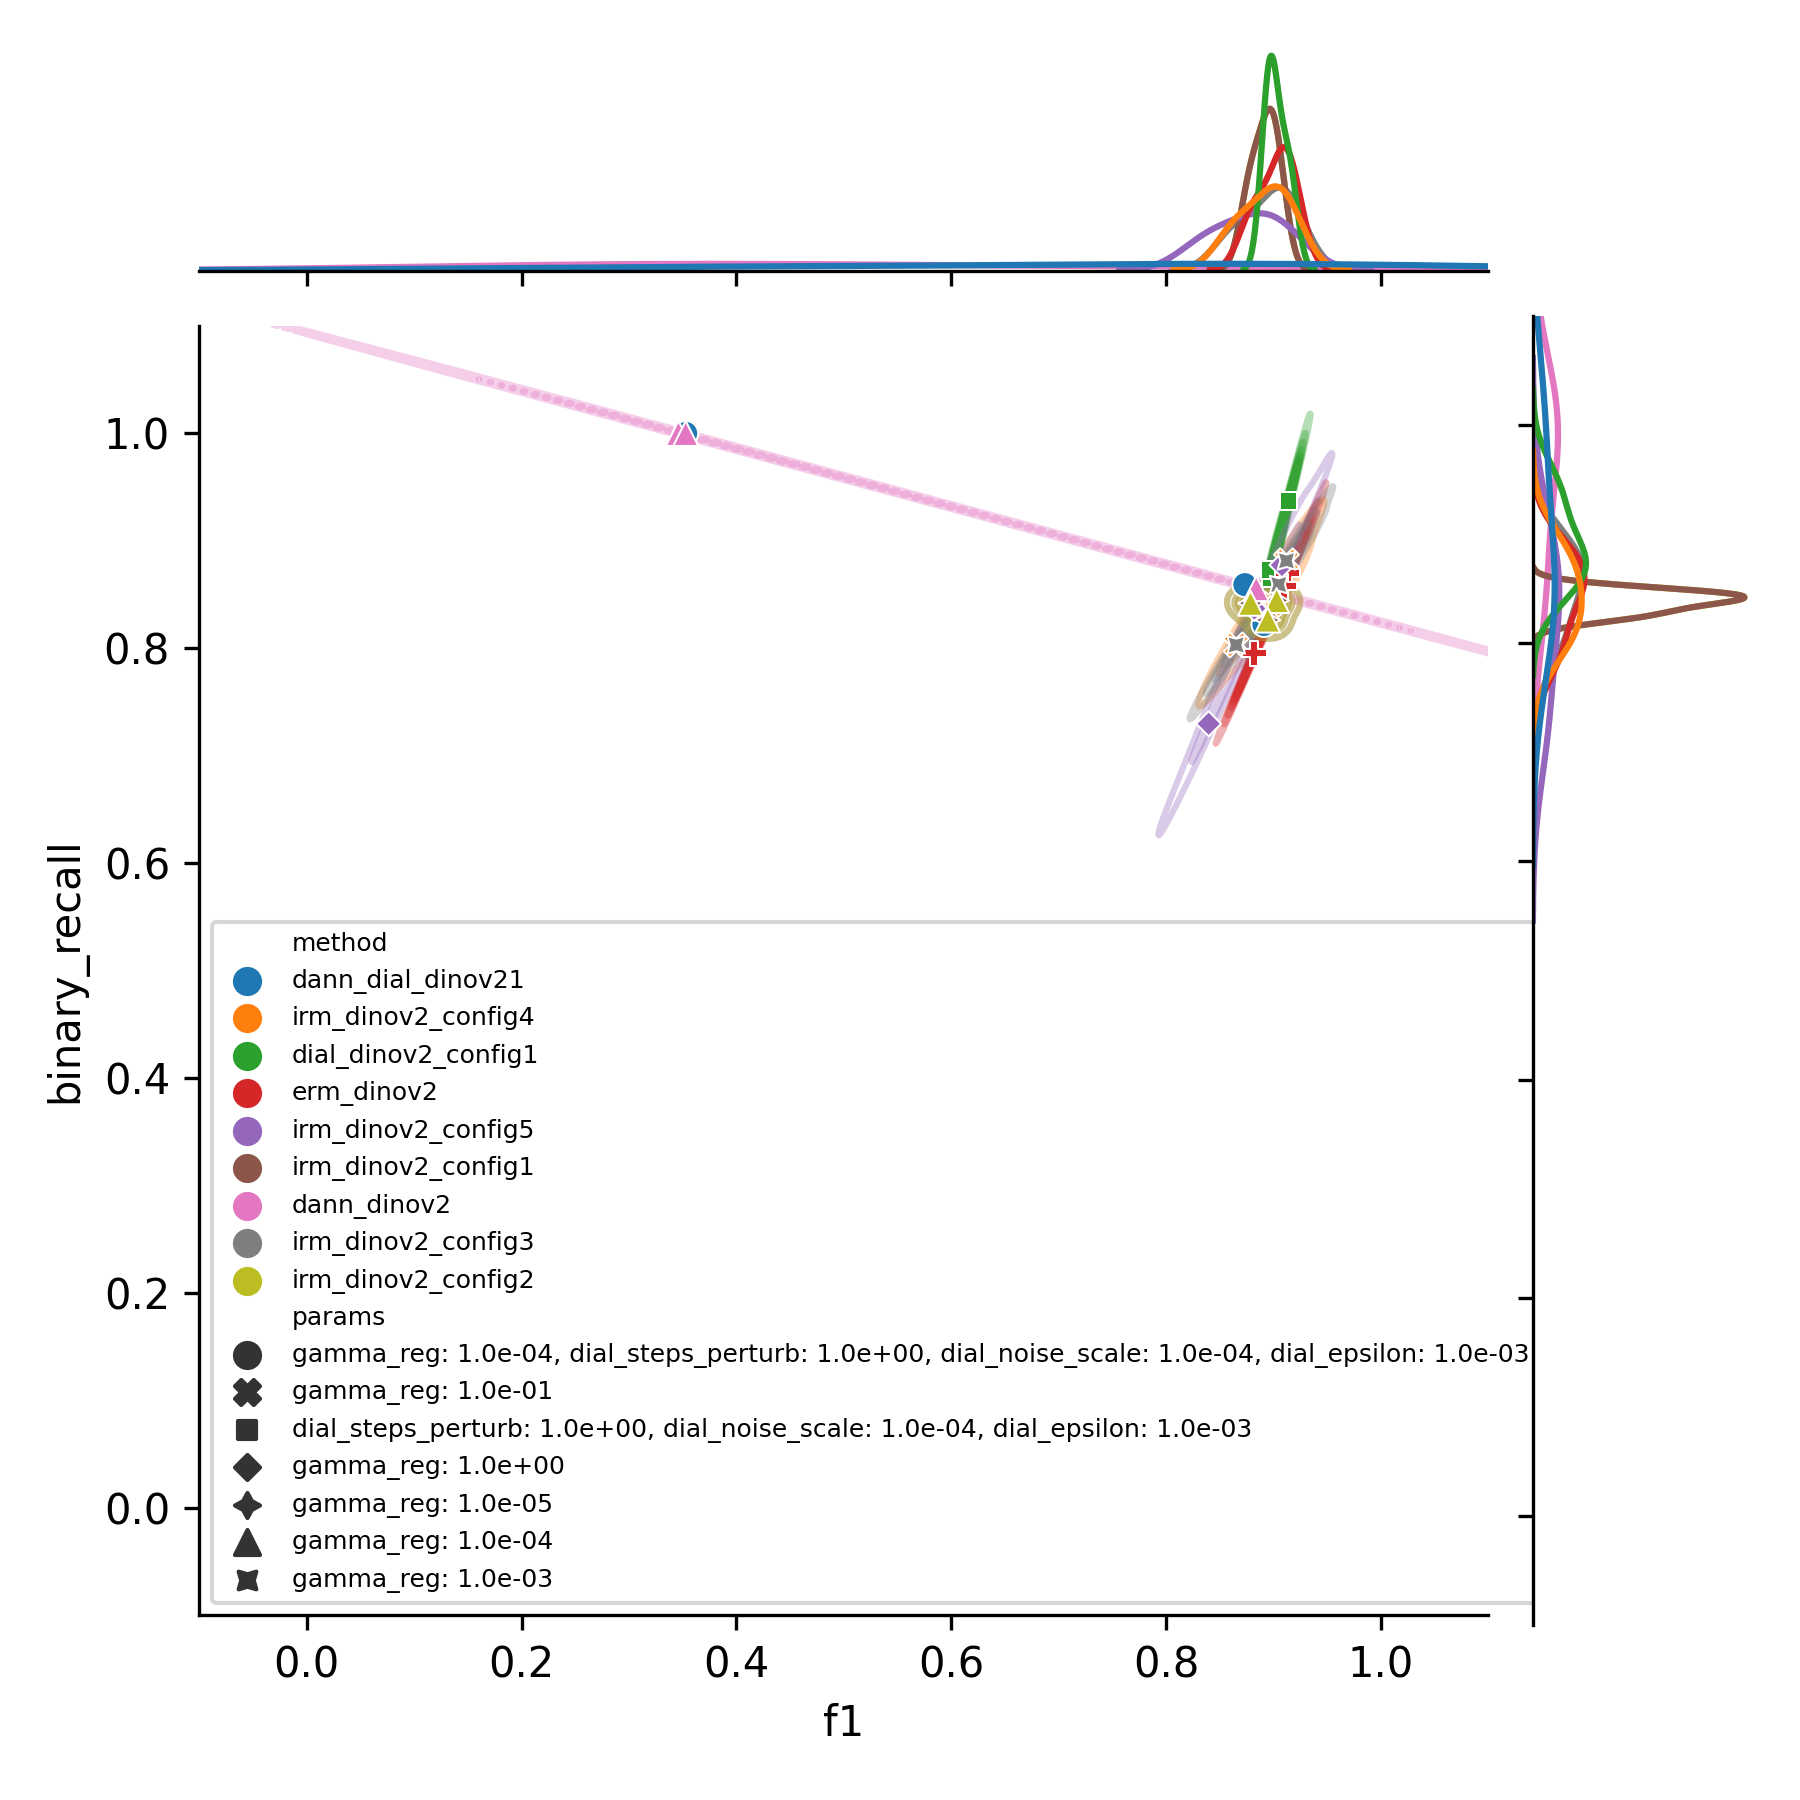 1.0
0.8
0.6
0.4
0.2
0.0
binary_recall
method
dann_dial_dinov21
irm_dinov2_config4
dial_dinov2_config1
erm_dinov2
irm_dinov2_config5
irm_dinov2_config1
dann_dinov2
irm_dinov2_config3
irm_dinov2_config2
params
gamma_reg: 1.0e-04, dial_steps_perturb: 1.0e+00, dial_noise_scale: 1.0e-04, dial_epsilon: 1.0e-03
gamma_reg: 1.0e-01
dial_steps_perturb: 1.0e+00, dial_noise_scale: 1.0e-04, dial_epsilon: 1.0e-03
gamma_reg: 1.0e+00
gamma_reg: 1.0e-05
gamma_reg: 1.0e-04
gamma_reg: 1.0e-03
0.0 0.2 0.4 0.6 0.8 1.0
f1